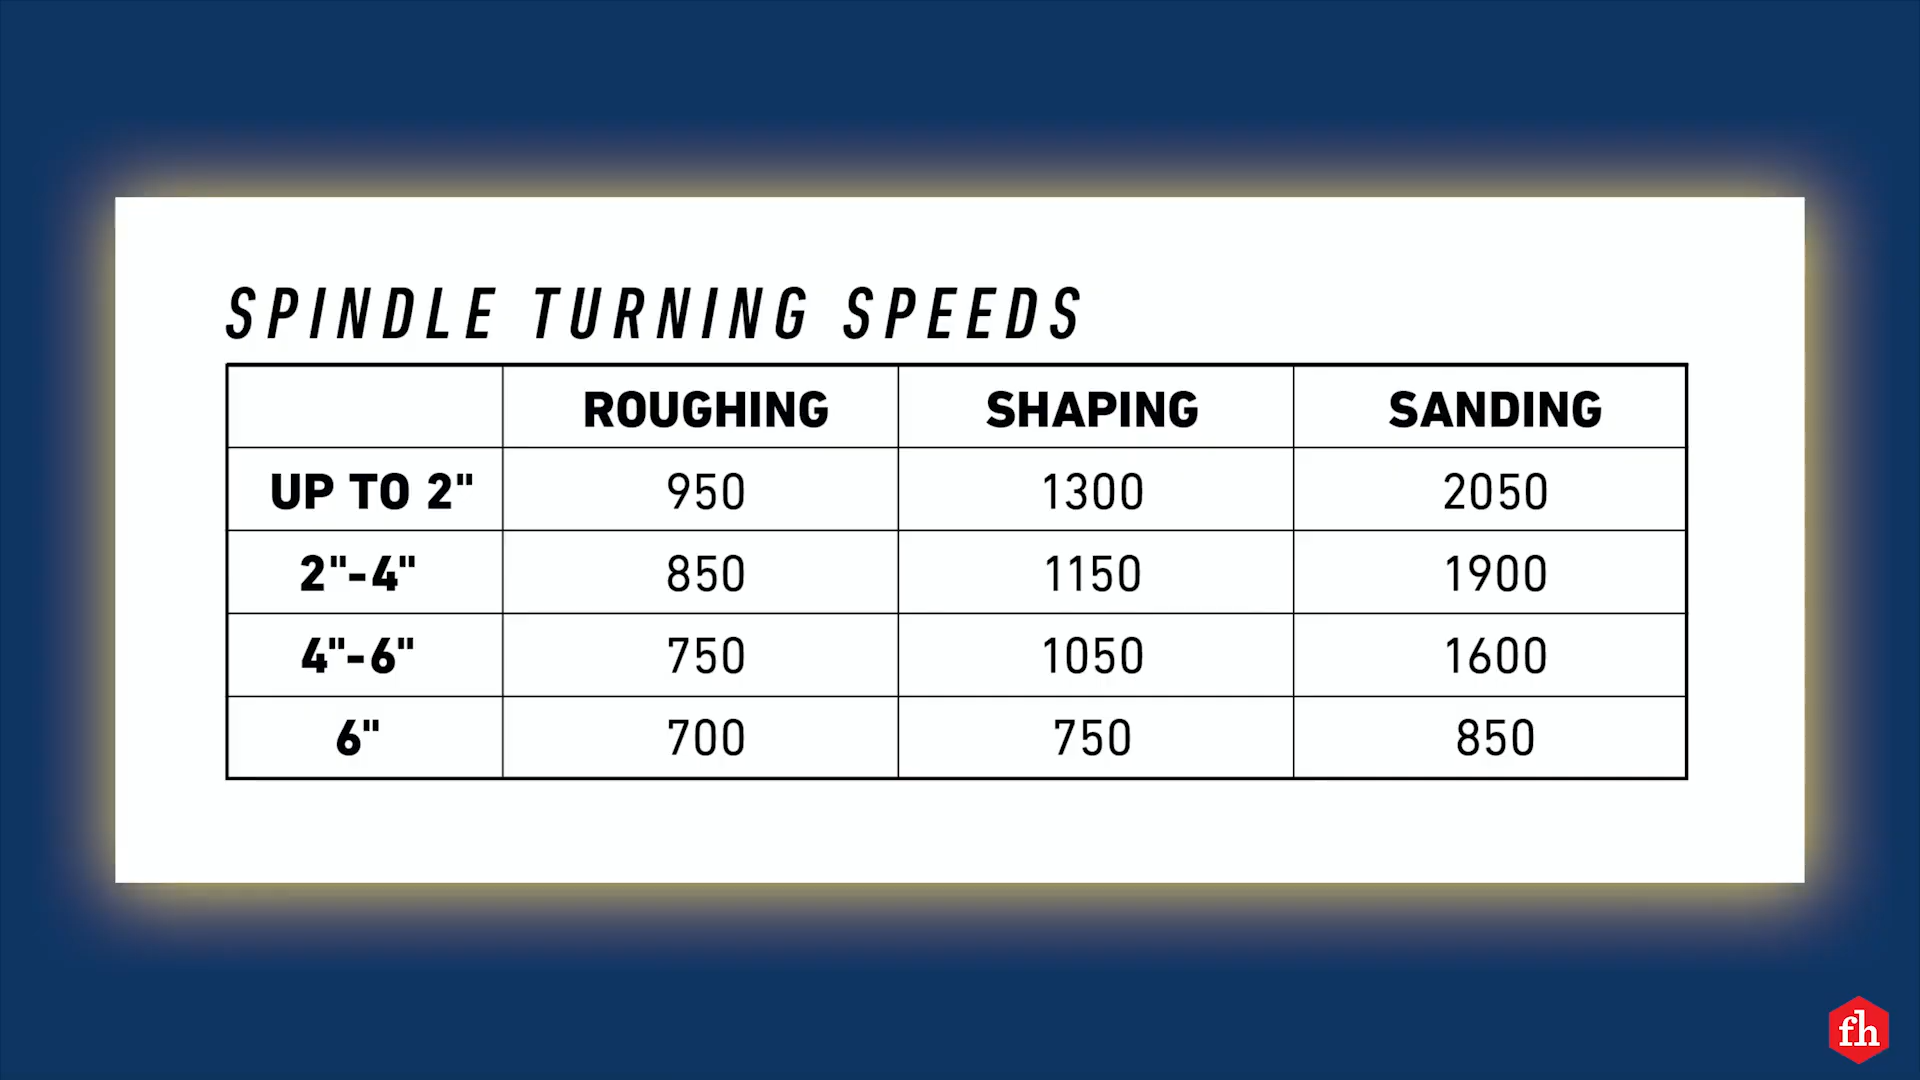 SPINDLE TURNING SPEEDS
ROUGHING SHAPING SANDING
UP TO 2" 950 1300 2050
2"-4" 850 1150 1900
4"-6" 750 1050 1600
6" 700 750 850
fh